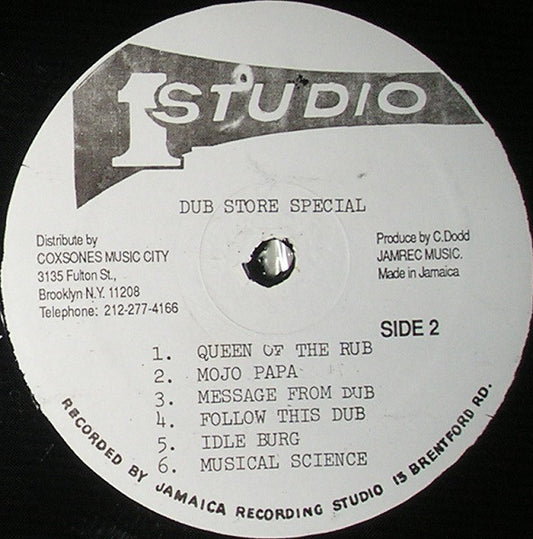 1 STUDIO
DUB STORE SPECIAL
Distribute by
COXSONES MUSIC CITY
3135 Fulton St.,
Brooklyn N.Y. 11208
Telephone: 212-277-4166
Produce by C.Dodd
JAMREC MUSIC.
Made in Jamaica
SIDE 2
1. QUEEN OF THE RUB
2. MOJO PAPA
3. MESSAGE FROM DUB
4. FOLLOW THIS DUB
5. IDLE BURG
6. MUSICAL SCIENCE
RECORDED BY JAMAICA RECORDING STUDIO 15 BRENTFORD RD.